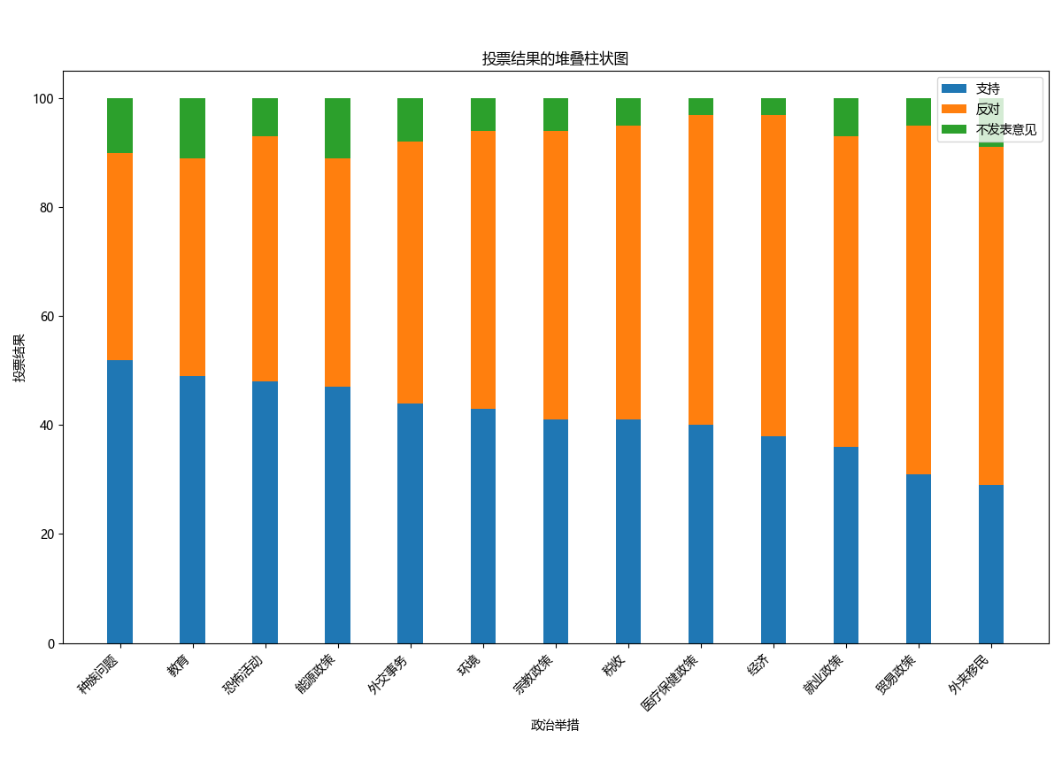 投票结果的堆叠柱状图
支持
反对
不发表意见
100
80
60
40
20
0
投票结果
种族问题
教育
恐怖活动
能源政策
外交事务
环境
宗教政策
税收
医疗保健政策
经济
就业政策
贸易政策
外来移民
政治举措